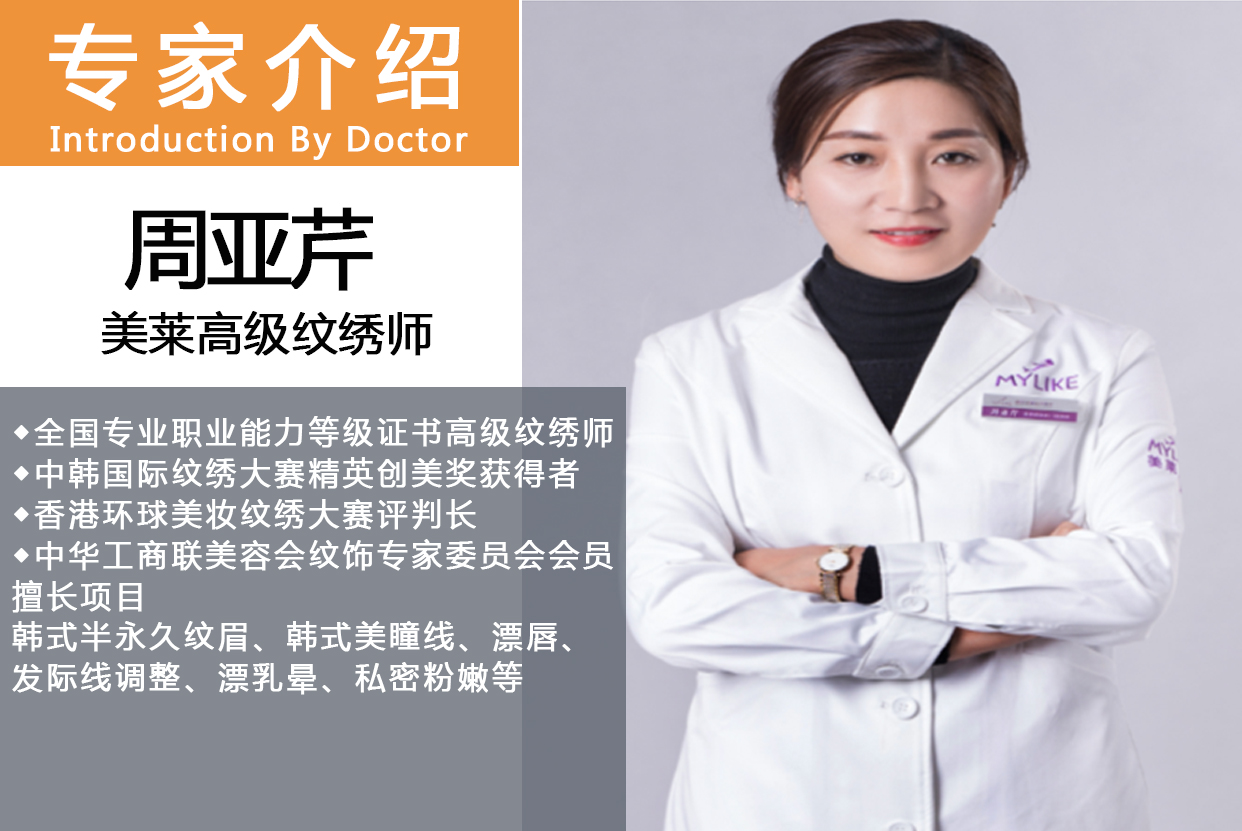 专家介绍
Introduction By Doctor
周亚芹
美莱高级纹绣师
◆全国专业职业能力等级证书高级纹绣师
◆中韩国际纹绣大赛精英创美奖获得者
◆香港环球美妆纹绣大赛评判长
◆中华工商联美容会纹饰专家委员会会员
擅长项目
韩式半永久纹眉、韩式美瞳线、漂唇、
发际线调整、漂乳晕、私密粉嫩等
MYLIKE